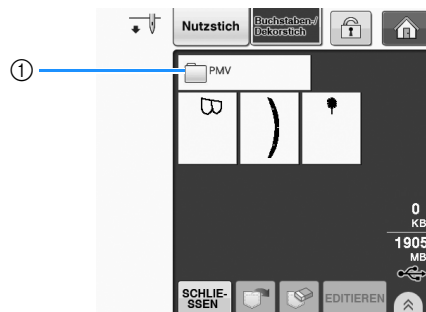 Nutzstich
Buchstaben-/
Dekorstich
①
PMV
0
KB
1905
MB
SCHLIE-
SSEN
EDITIEREN